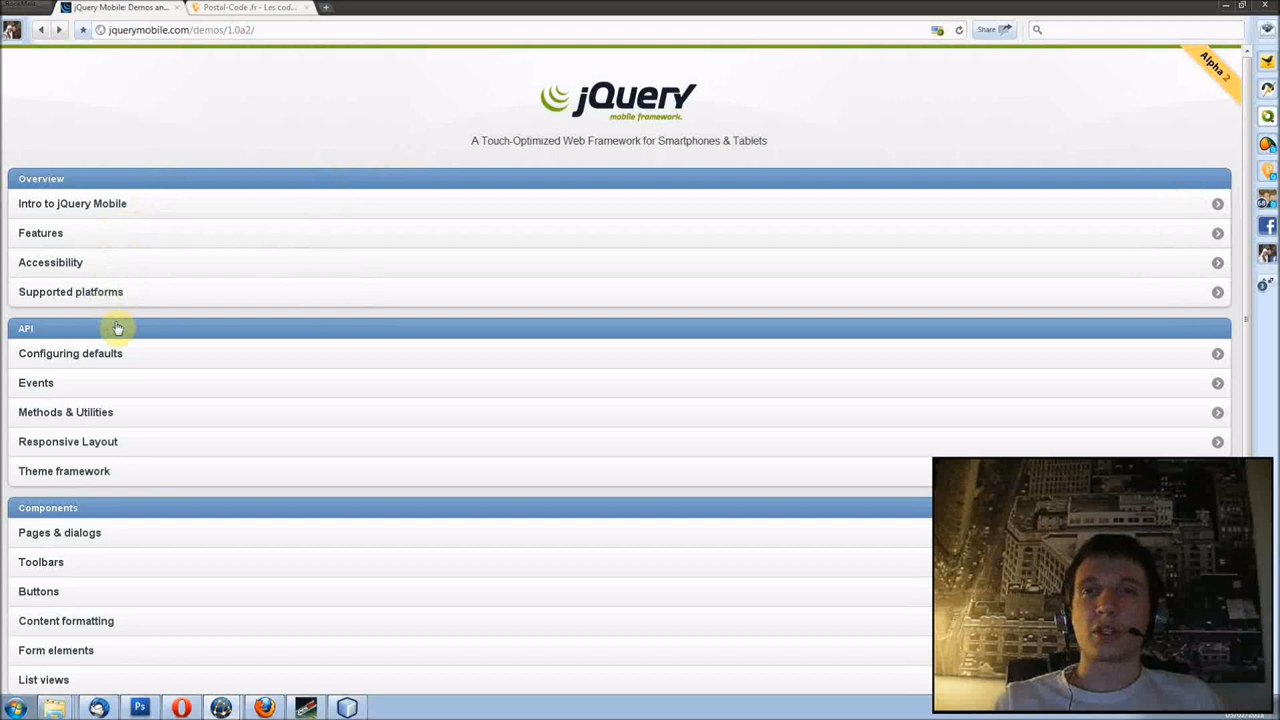 jQuery Mobile: Demos an...
Postal-Code .fr - Les cod...
jquerymobile.com/demos/1.0a2/
Share
Alpha 2
jQuery
mobile framework.
A Touch-Optimized Web Framework for Smartphones & Tablets
Overview
Intro to jQuery Mobile
Features
Accessibility
Supported platforms
API
Configuring defaults
Events
Methods & Utilities
Responsive Layout
Theme framework
Components
Pages & dialogs
Toolbars
Buttons
Content formatting
Form elements
List views
Ps